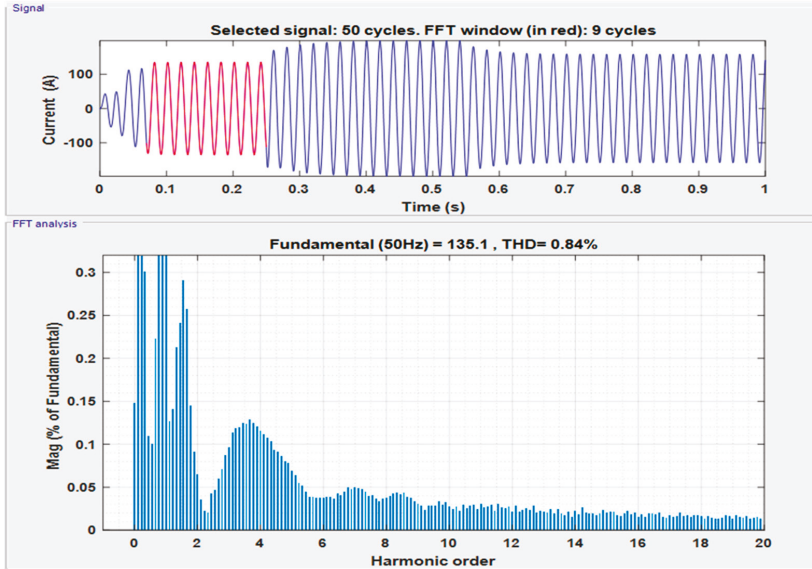 Signal
Selected signal: 50 cycles. FFT window (in red): 9 cycles
Current (A)
100
0
-100
0 0.1 0.2 0.3 0.4 0.5 0.6 0.7 0.8 0.9 1
Time (s)
FFT analysis
Fundamental (50Hz) = 135.1 , THD= 0.84%
Mag (% of Fundamental)
0.3
0.25
0.2
0.15
0.1
0.05
0
0 2 4 6 8 10 12 14 16 18 20
Harmonic order